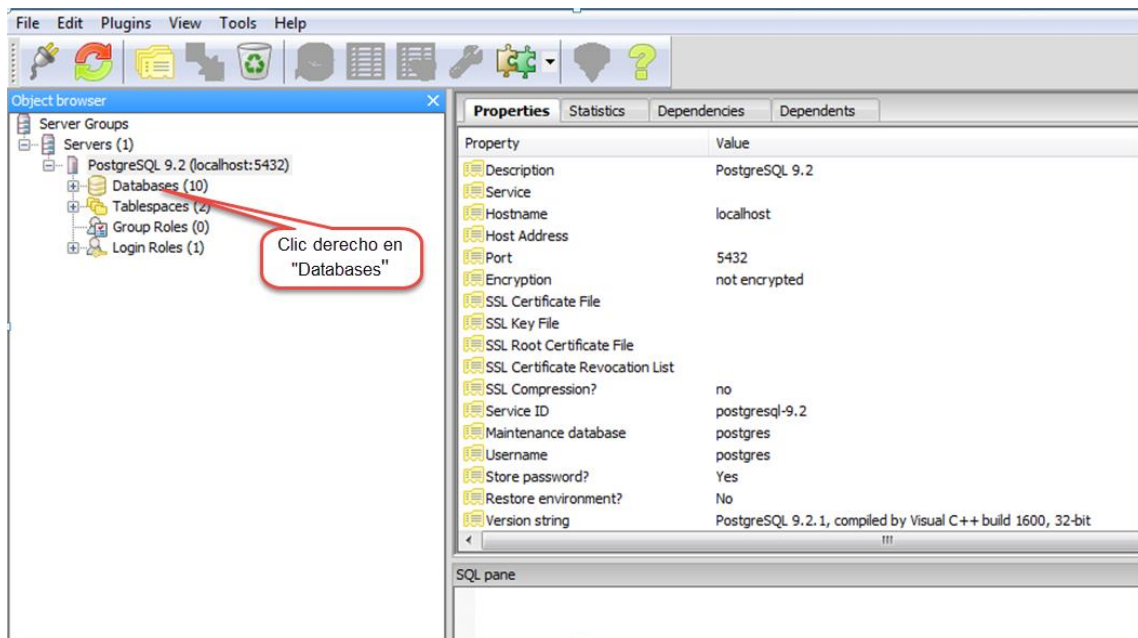 File Edit Plugins View Tools Help
Object browser
Server Groups
Servers (1)
PostgreSQL 9.2 (localhost:5432)
Databases (10)
Tablespaces (2)
Group Roles (0)
Login Roles (1)
Clic derecho en
"Databases"
Properties Statistics Dependencies Dependents
Property Value
Description PostgreSQL 9.2
Service
Hostname localhost
Host Address
Port 5432
Encryption not encrypted
SSL Certificate File
SSL Key File
SSL Root Certificate File
SSL Certificate Revocation List
SSL Compression? no
Service ID postgresql-9.2
Maintenance database postgres
Username postgres
Store password? Yes
Restore environment? No
Version string PostgreSQL 9.2.1, compiled by Visual C++ build 1600, 32-bit
SQL pane